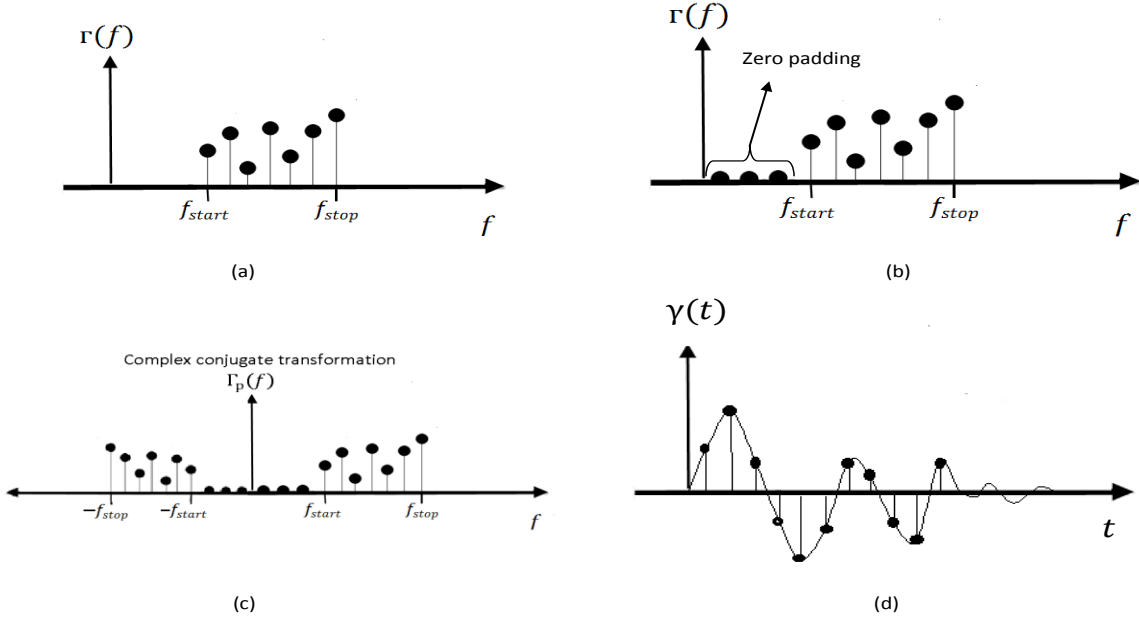 Γ(f)
f_start
f_stop
f
(a)
Γ(f)
Zero padding
f_start
f_stop
f
(b)
Complex conjugate transformation
Γ_p(f)
−f_stop
−f_start
f_start
f_stop
f
(c)
γ(t)
t
(d)